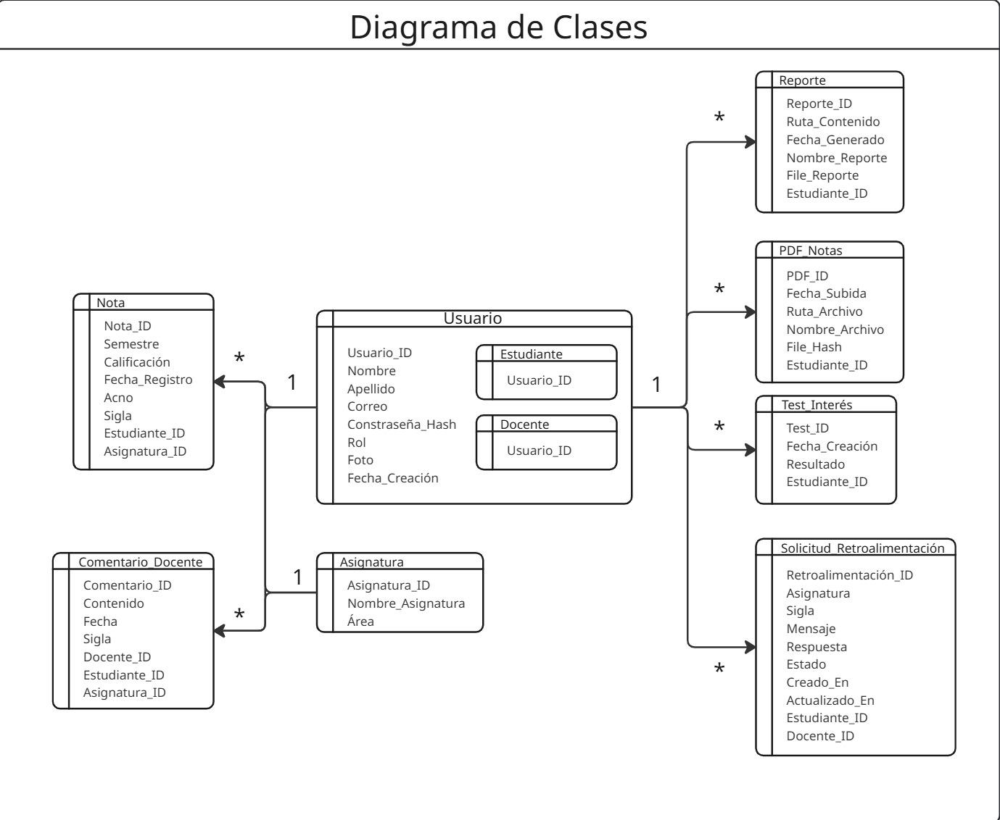 Diagrama de Clases
Reporte
Reporte_ID
Ruta_Contenido
Fecha_Generado
Nombre_Reporte
File_Reporte
Estudiante_ID
*
PDF_Notas
PDF_ID
Fecha_Subida
Ruta_Archivo
Nombre_Archivo
File_Hash
Estudiante_ID
*
Nota
Nota_ID
Semestre
Calificación
Fecha_Registro
Acno
Sigla
Estudiante_ID
Asignatura_ID
*
1
Usuario
Usuario_ID
Nombre
Apellido
Correo
Constraseña_Hash
Rol
Foto
Fecha_Creación
Estudiante
Usuario_ID
Docente
Usuario_ID
1
*
Test_Interés
Test_ID
Fecha_Creación
Resultado
Estudiante_ID
Comentario_Docente
Comentario_ID
Contenido
Fecha
Sigla
Docente_ID
Estudiante_ID
Asignatura_ID
*
1
Asignatura
Asignatura_ID
Nombre_Asignatura
Área
*
Solicitud_Retroalimentación
Retroalimentación_ID
Asignatura
Sigla
Mensaje
Respuesta
Estado
Creado_En
Actualizado_En
Estudiante_ID
Docente_ID